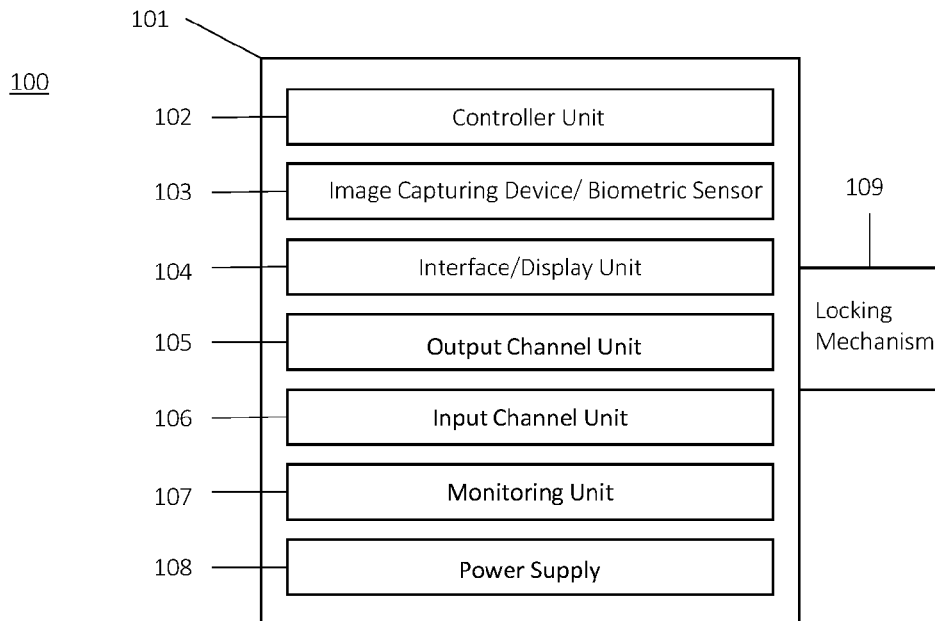 101
100
102
Controller Unit
103
Image Capturing Device/ Biometric Sensor
109
104
Interface/Display Unit
105
Output Channel Unit
Locking
Mechanism
106
Input Channel Unit
107
Monitoring Unit
108
Power Supply